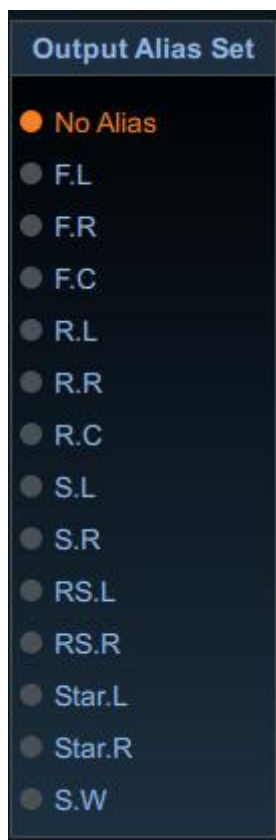 Output Alias Set
No Alias
F.L
F.R
F.C
R.L
R.R
R.C
S.L
S.R
RS.L
RS.R
Star.L
Star.R
S.W